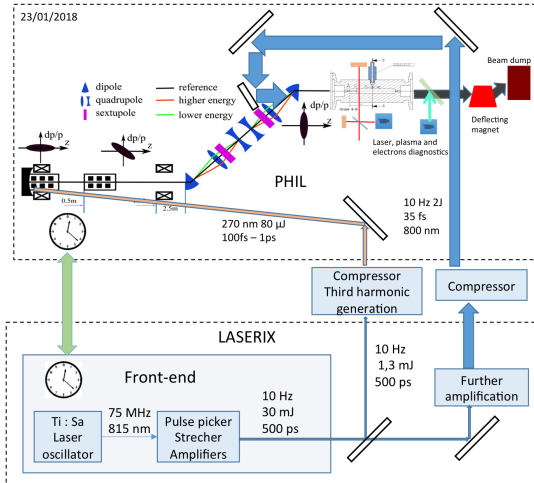 23/01/2018
Beam dump
dipole
quadrupole
sextupole
reference
higher energy
lower energy
dp/p
z
dp/p
z
dp/p
z
Laser, plasma and
electrons diagnostics
Deflecting
magnet
PHIL
0.5m
2.5m
270 nm 80 µJ
100fs – 1ps
10 Hz 2J
35 fs
800 nm
Compressor
Third harmonic
generation
Compressor
LASERIX
Front-end
10 Hz
1,3 mJ
500 ps
Further
amplification
Ti : Sa
Laser
oscillator
75 MHz
815 nm
Pulse picker
Strecher
Amplifiers
10 Hz
30 mJ
500 ps